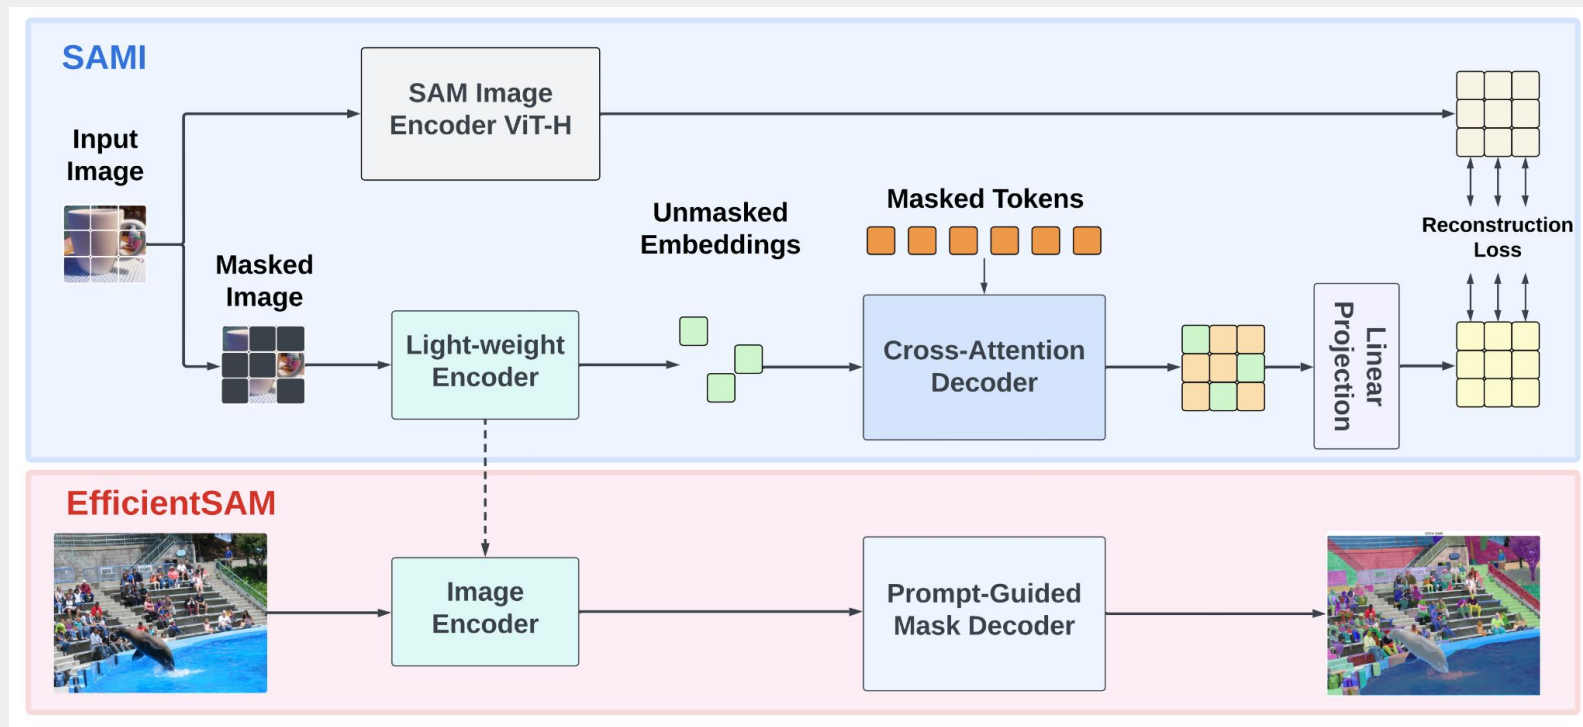 SAMI
Input
Image
SAM Image
Encoder ViT-H
Masked
Image
Light-weight
Encoder
Unmasked
Embeddings
Masked Tokens
Cross-Attention
Decoder
Linear
Projection
Reconstruction
Loss
EfficientSAM
Image
Encoder
Prompt-Guided
Mask Decoder